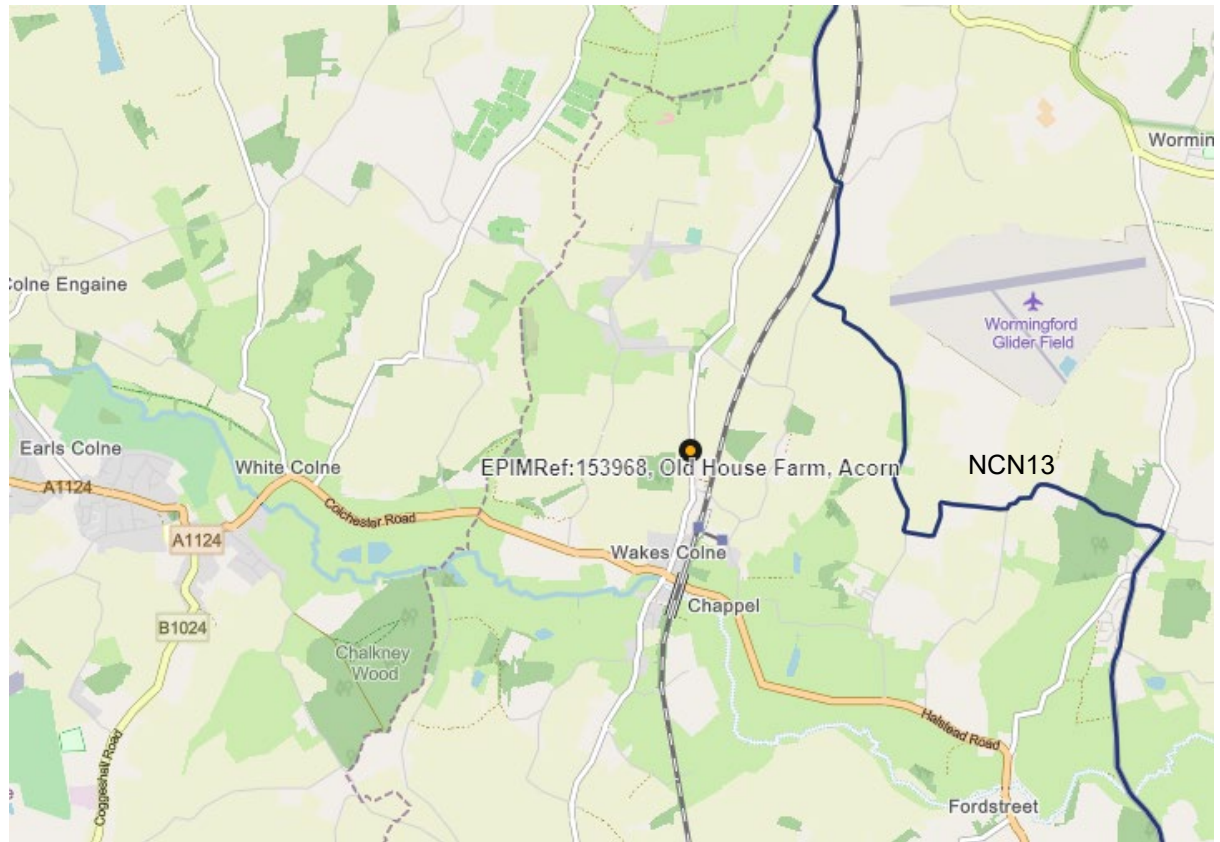 Wormin
Colne Engaine
Wormingford
Glider Field
Earls Colne
EPIMRef:153968, Old House Farm, Acorn
NCN13
White Colne
A1124
Colchester Road
A1124
Wakes Colne
Chappel
B1024
Chalkney
Wood
Halstead Road
Coggeshall Road
Fordstreet